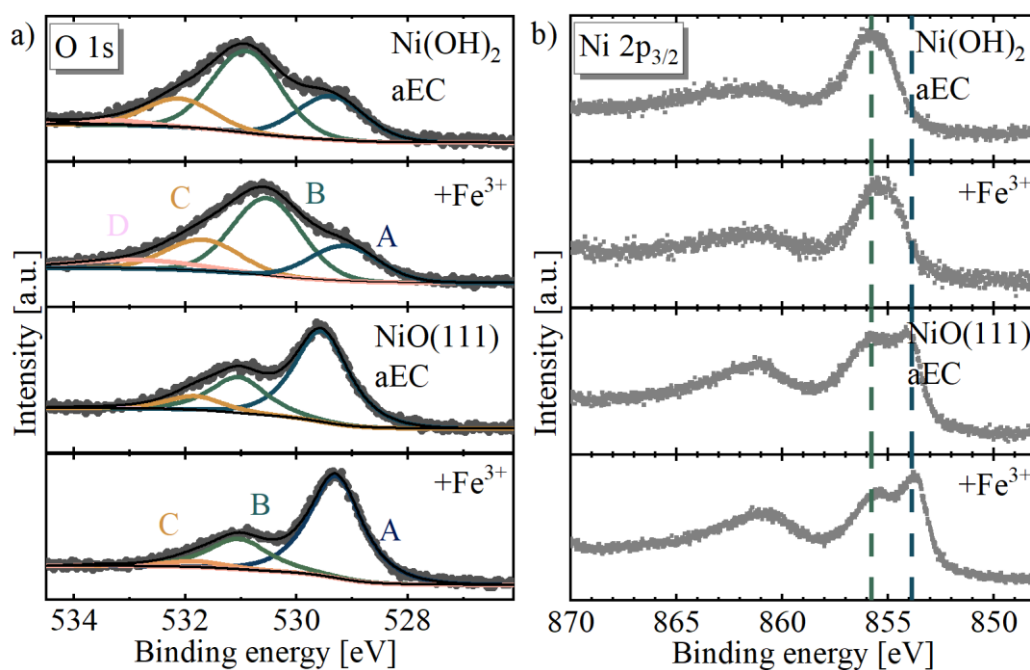 a)
O 1s
Ni(OH)₂
aEC
+Fe³⁺
D
C
B
A
NiO(111)
aEC
+Fe³⁺
C
B
A
Intensity [a.u.]
Intensity [a.u.]
534 532 530 528
Binding energy [eV]
b)
Ni 2p₃/₂
Ni(OH)₂
aEC
+Fe³⁺
NiO(111)
aEC
+Fe³⁺
Intensity [a.u.]
Intensity [a.u.]
870 865 860 855 850
Binding energy [eV]